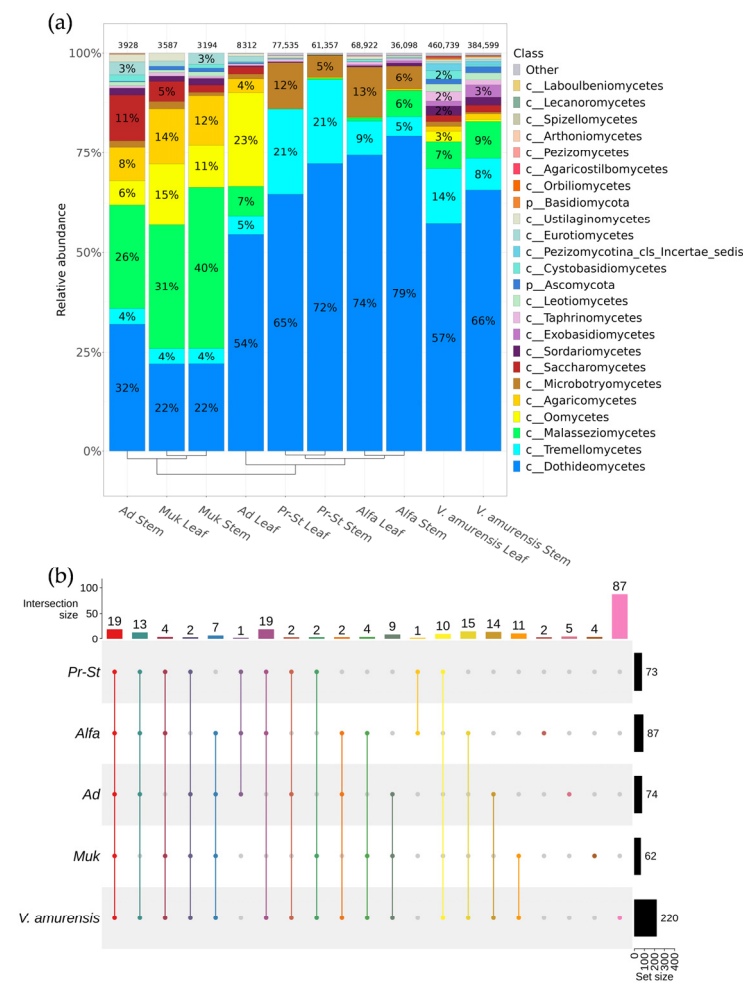 (a)
3928 3587 3194 8312 77,535 61,357 68,922 36,098 460,739 384,599
Relative abundance
100%
75%
50%
25%
0%
3%
11%
8%
6%
26%
4%
32%
5%
14%
15%
31%
4%
22%
3%
12%
11%
40%
4%
22%
4%
23%
7%
5%
54%
12%
21%
65%
5%
21%
72%
13%
9%
74%
6%
6%
5%
79%
2%
2%
2%
3%
7%
14%
57%
3%
9%
8%
66%
Ad Stem
Muk Leaf
Muk Stem
Ad Leaf
Pr-St Leaf
Pr-St Stem
Alfa Leaf
Alfa Stem
V. amurensis Leaf
V. amurensis Stem
Class
Other
c__Laboulbeniomycetes
c__Lecanoromycetes
c__Spizellomycetes
c__Arthoniomycetes
c__Pezizomycetes
c__Agaricostilbomycetes
c__Orbiliomycetes
p__Basidiomycota
c__Ustilaginomycetes
c__Eurotiomycetes
c__Pezizomycotina_cls_Incertae_sedis
c__Cystobasidiomycetes
p__Ascomycota
c__Leotiomycetes
c__Taphrinomycetes
c__Exobasidiomycetes
c__Sordariomycetes
c__Saccharomycetes
c__Microbotryomycetes
c__Agaricomycetes
c__Oomycetes
c__Malasseziomycetes
c__Tremellomycetes
c__Dothideomycetes
(b)
Intersection
size
100
50
0
19 13 4 2 7 1 19 2 2 2 4 9 1 10 15 14 11 2 5 4 87
Pr-St 73
Alfa 87
Ad 74
Muk 62
V. amurensis 220
0 100 200 300 400
Set size